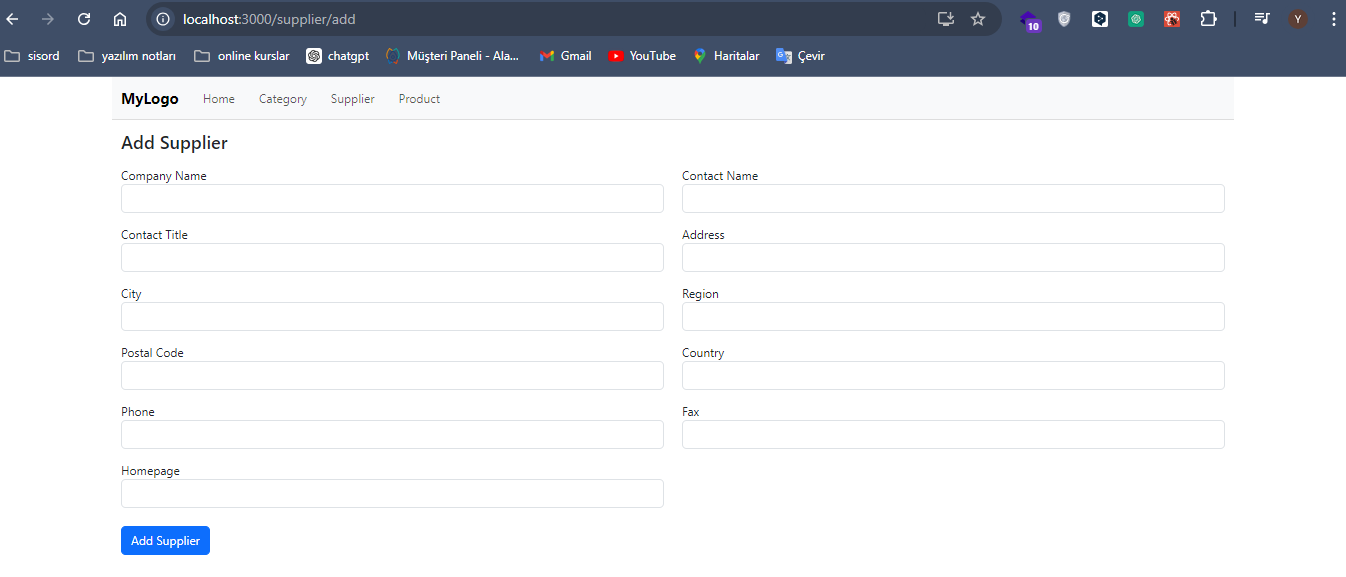 localhost:3000/supplier/add
10
Y
sisord
yazılım notları
online kurslar
chatgpt
Müşteri Paneli - Ala...
Gmail
YouTube
Haritalar
Çevir
MyLogo Home Category Supplier Product
Add Supplier
Company Name
Contact Name
Contact Title
Address
City
Region
Postal Code
Country
Phone
Fax
Homepage
Add Supplier